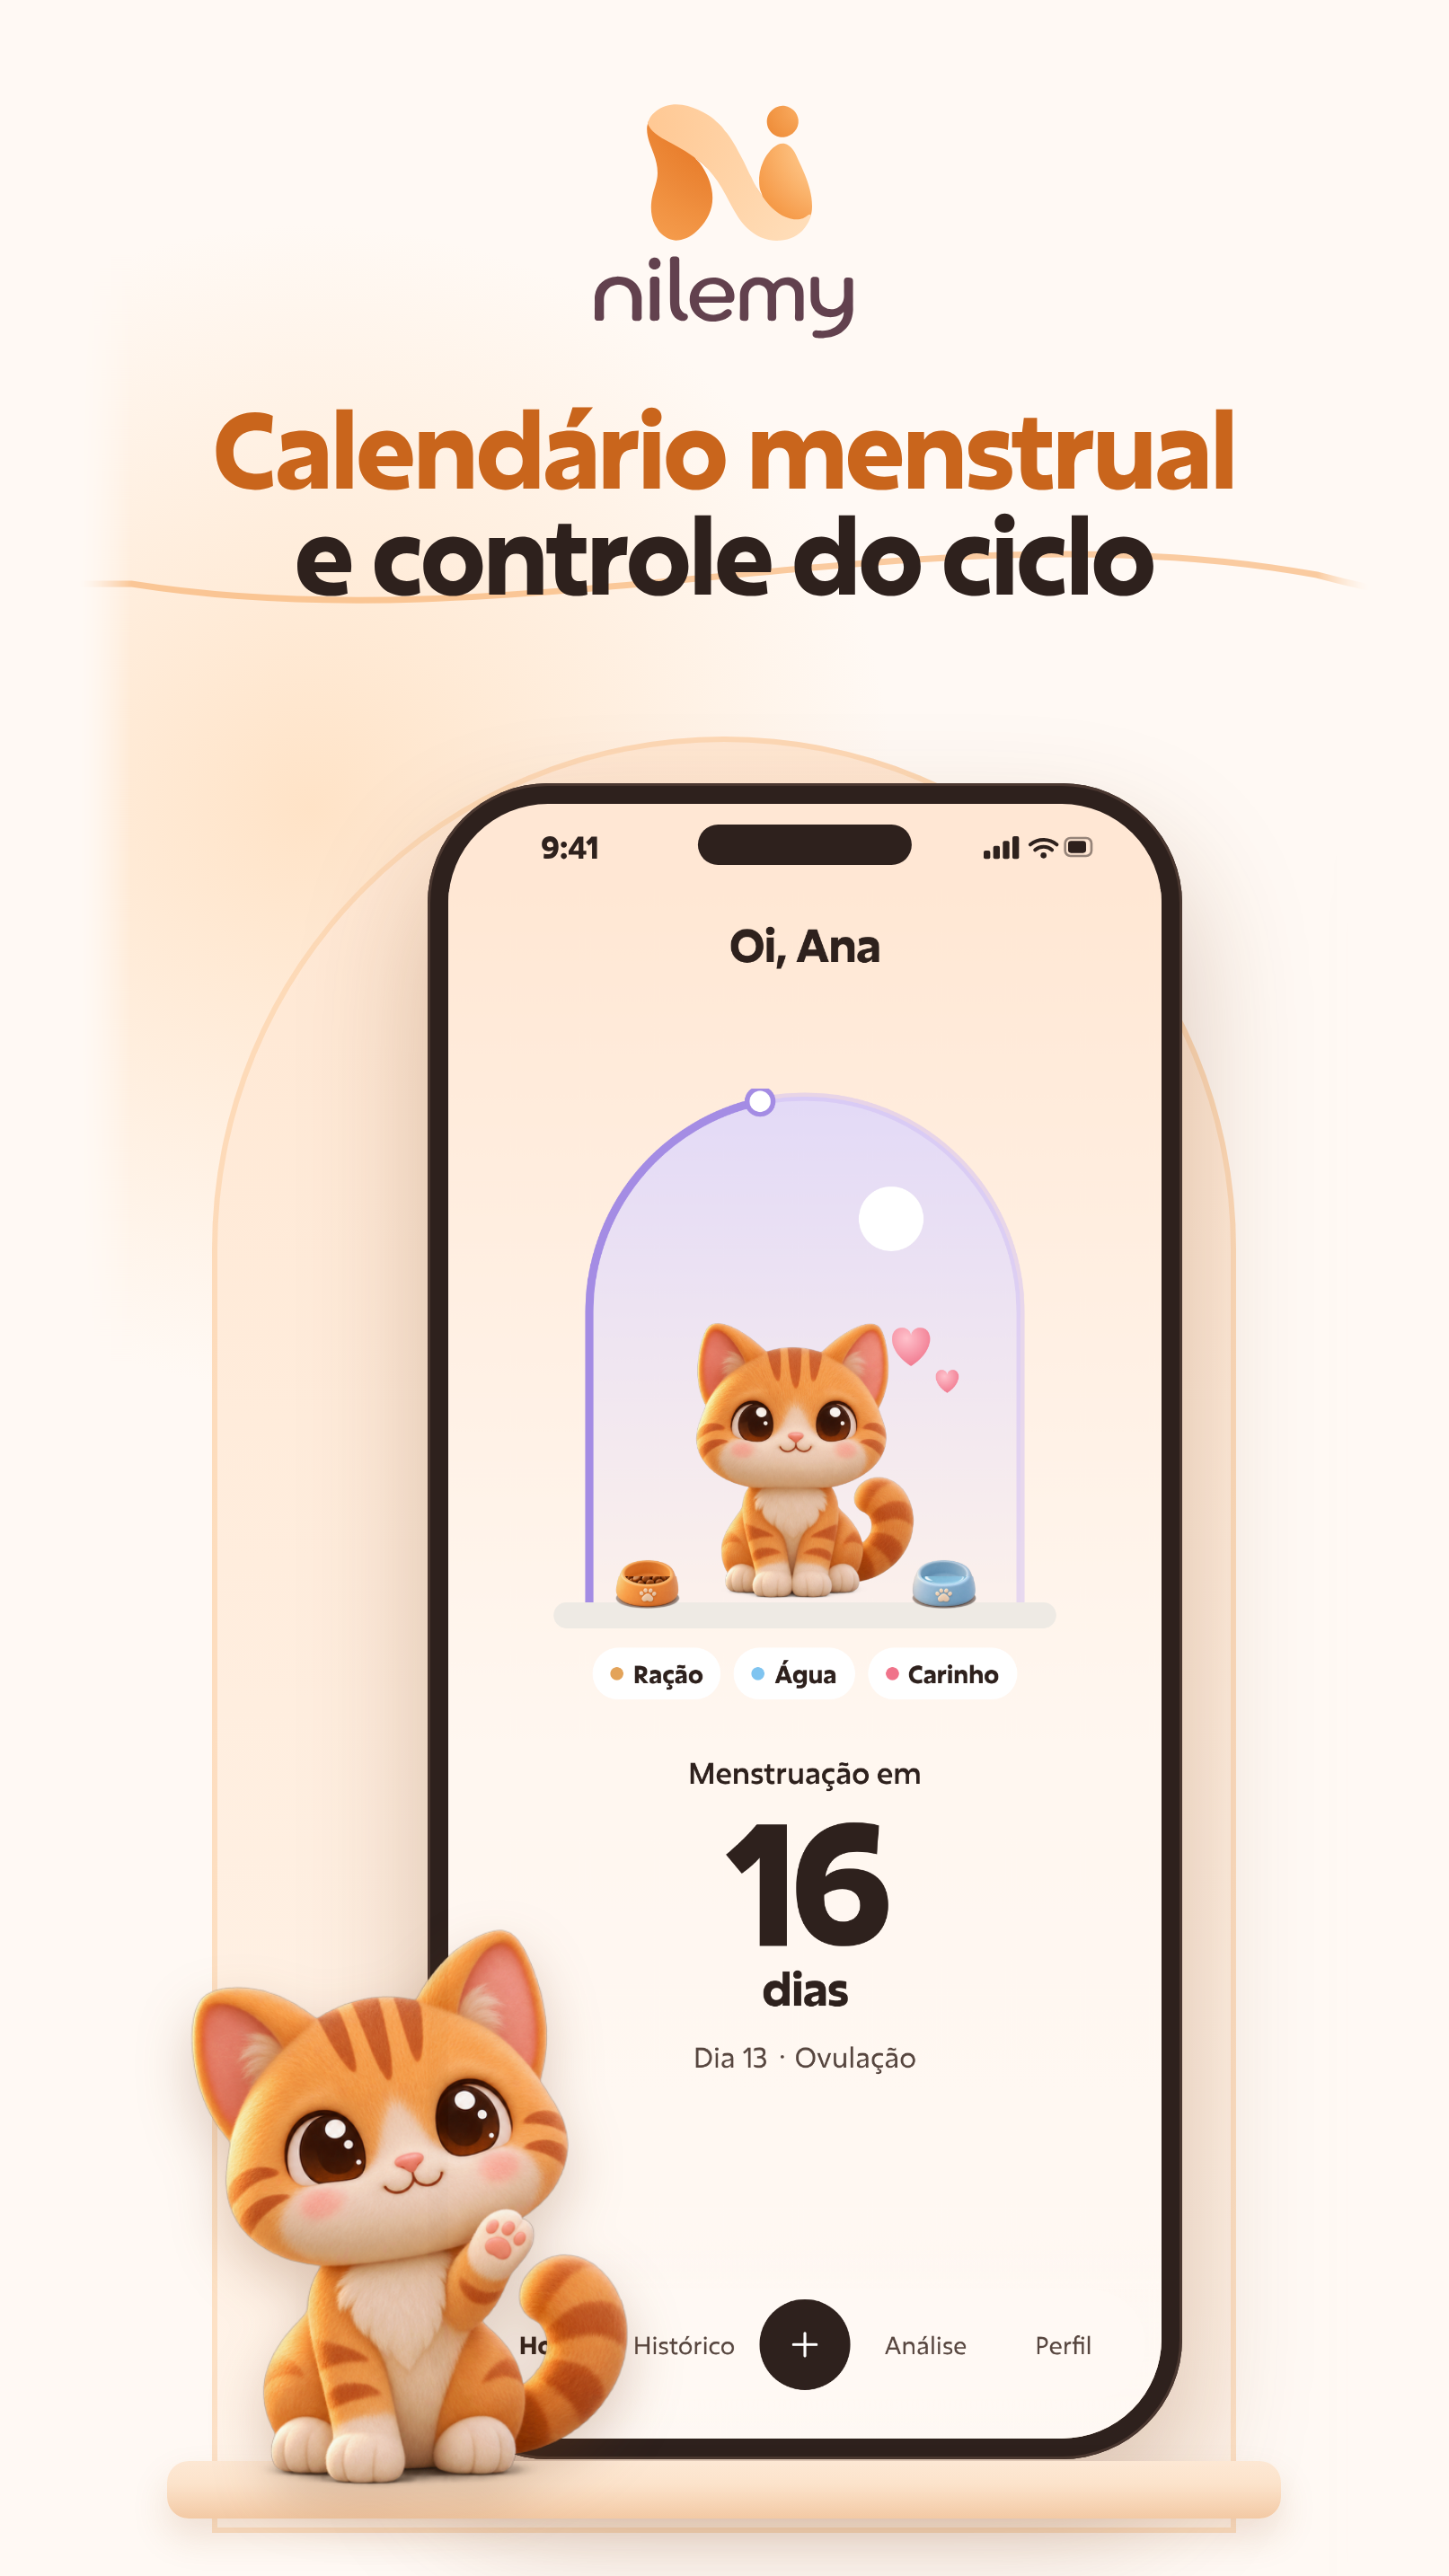 nilemy
Calendário menstrual
e controle do ciclo
9:41
Oi, Ana
Ração
Água
Carinho
Menstruação em
16
dias
Dia 13 · Ovulação
Histórico
+
Análise
Perfil